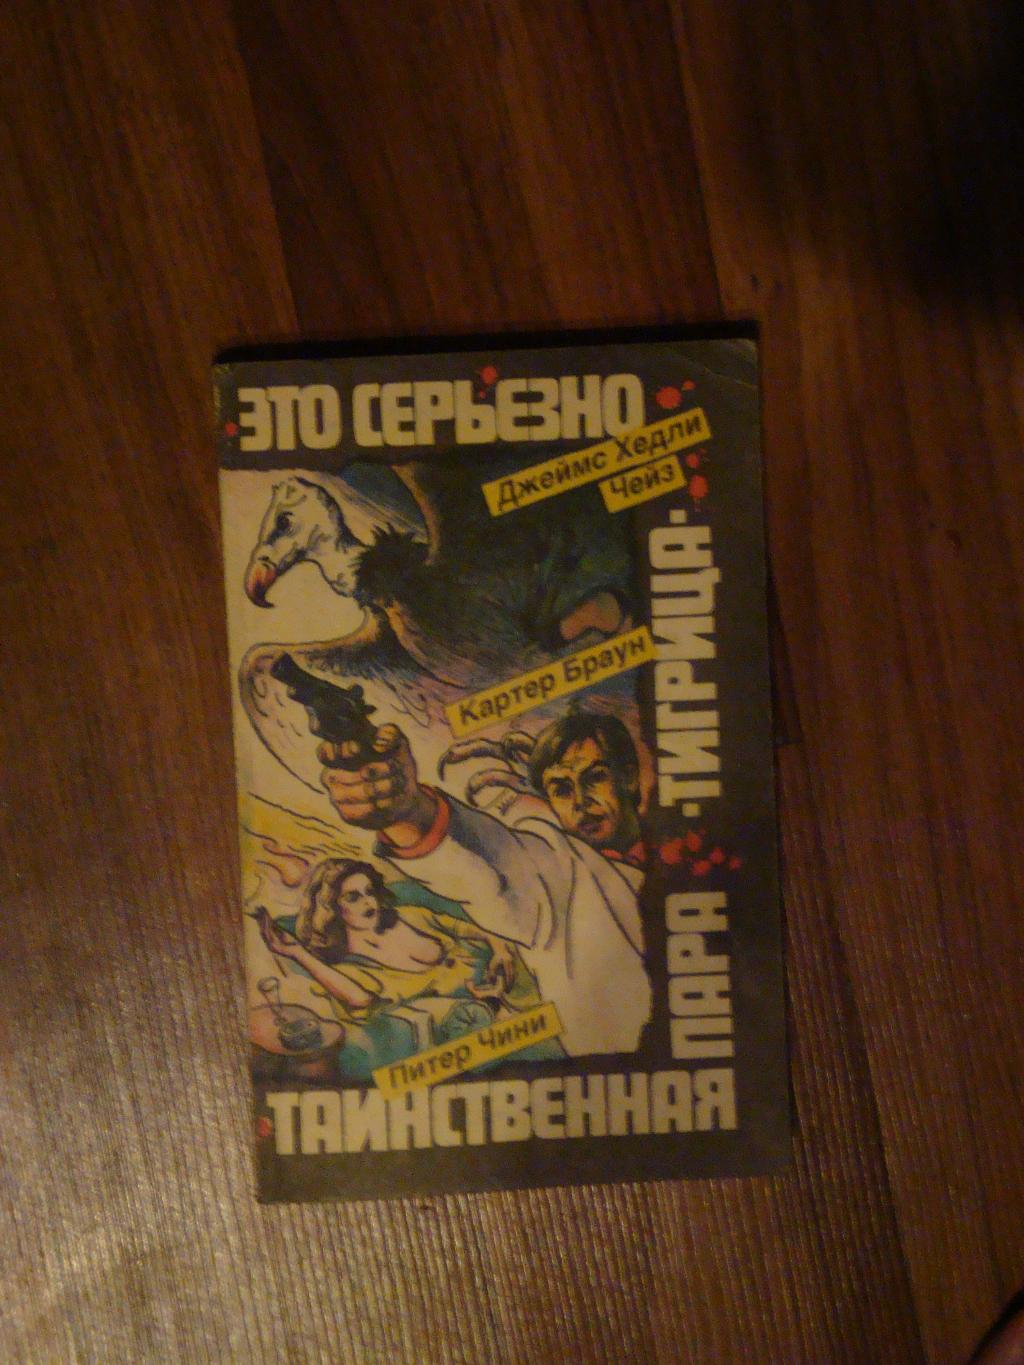 ЭТО СЕРЬЕЗНО
Джеймс Хедли
Чейз
·ТИГРИЦА·
Картер Браун
Питер Чини
ТАИНСТВЕННАЯ
ПАРА